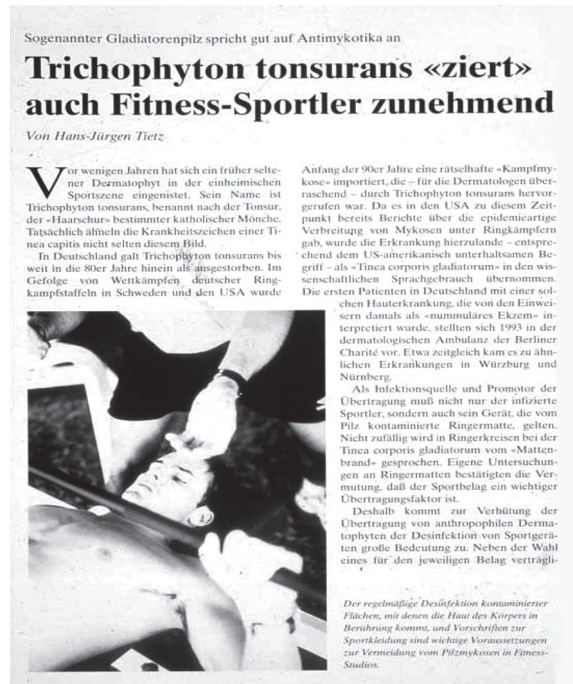 Sogenannter Gladiatorenpilz spricht gut auf Antimykotika an
Trichophyton tonsurans «ziert»
auch Fitness-Sportler zunehmend
Von Hans-Jürgen Tietz
Vor wenigen Jahren hat sich ein früher selte-
ner Dermatophyt in der einheimischen
Sportszene eingenistet. Sein Name ist
Trichophyton tonsurans, benannt nach der Tonsur,
der «Haarschur» bestimmter katholischer Mönche.
Tatsächlich ähneln die Krankheitszeichen einer Ti-
nea capitis nicht selten diesem Bild.
In Deutschland galt Trichophyton tonsurans bis
weit in die 80er Jahre hinein als ausgestorben. Im
Gefolge von Wettkämpfen deutscher Ring-
kampfstaffeln in Schweden und den USA wurde
Anfang der 90er Jahre eine rätselhafte «Kampfmy-
kose» importiert, die – für die Dermatologen über-
raschend – durch Trichophyton tonsurans hervor-
gerufen war. Da es in den USA zu diesem Zeit-
punkt bereits Berichte über die epidemieartige
Verbreitung von Mykosen unter Ringkämpfern
gab, wurde die Erkrankung hierzulande – entspre-
chend dem US-amerikanisch unterhaltsamen Be-
griff – als «Tinea corporis gladiatorum» in den wis-
senschaftlichen Sprachgebrauch übernommen.
Die ersten Patienten in Deutschland mit einer sol-
chen Hauterkrankung, die von den Einwei-
sern damals als «nummuläres Ekzem» in-
terpretiert wurde, stellten sich 1993 in der
dermatologischen Ambulanz der Berliner
Charité vor. Etwa zeitgleich kam es zu ähn-
lichen Erkrankungen in Würzburg und
Nürnberg.
Als Infektionsquelle und Promotor der
Übertragung muß nicht nur der infizierte
Sportler, sondern auch sein Gerät, die vom
Pilz kontaminierte Ringermatte, gelten.
Nicht zufällig wird in Ringerkreisen bei der
Tinea corporis gladiatorum vom «Matten-
brand» gesprochen. Eigene Untersuchun-
gen an Ringermatten bestätigten die Ver-
mutung, daß der Sportbelag ein wichtiger
Übertragungsfaktor ist.
Deshalb kommt zur Verhütung der
Übertragung von anthropophilen Derma-
tophyten der Desinfektion von Sportgerä-
ten große Bedeutung zu. Neben der Wahl
eines für den jeweiligen Belag verträgli-
Der regelmäßige Desinfektion kontaminierter
Flächen, mit denen die Haut des Körpers in
Berührung kommt, und Vorschriften zur
Sportkleidung sind wichtige Voraussetzungen
zur Vermeidung vom Pilzmykosen in Fitness-
Studios.